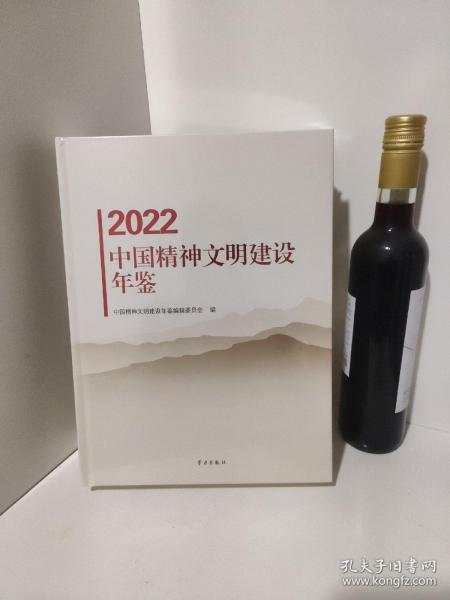 2022
中国精神文明建设
年鉴
中国精神文明建设年鉴编辑委员会 编
学习出版社
孔夫子旧书网
www.kongfz.com